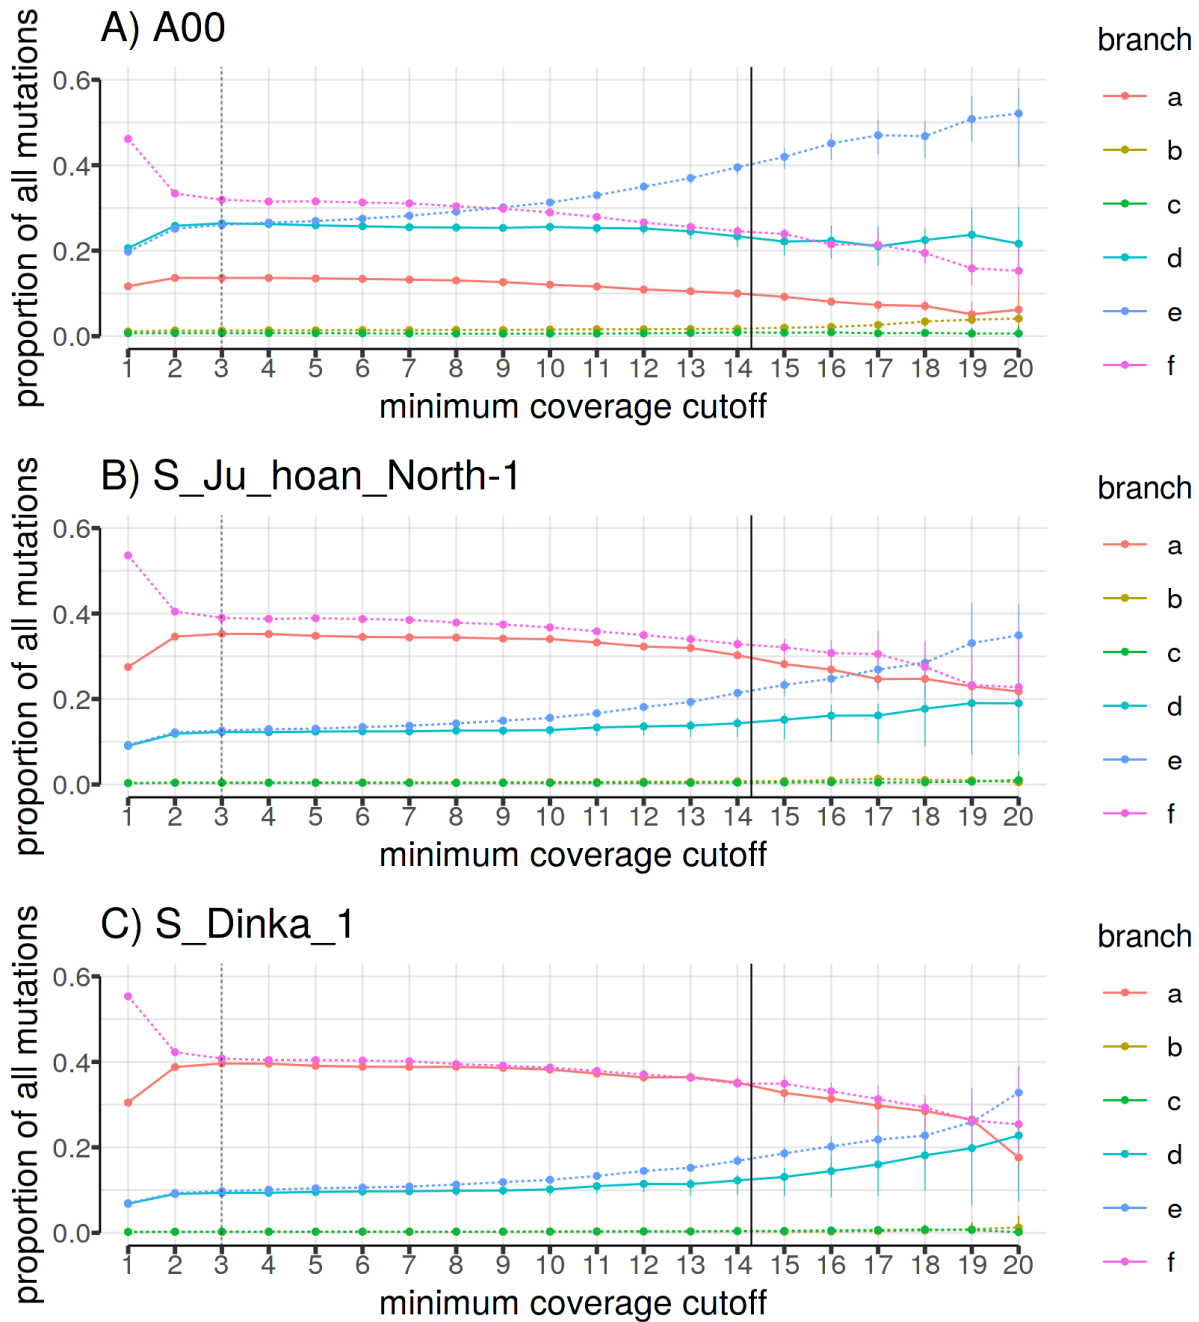 A) A00
proportion of all mutations
0.6
0.4
0.2
0.0
1 2 3 4 5 6 7 8 9 10 11 12 13 14 15 16 17 18 19 20
minimum coverage cutoff
branch
a
b
c
d
e
f
B) S_Ju_hoan_North-1
proportion of all mutations
0.6
0.4
0.2
0.0
1 2 3 4 5 6 7 8 9 10 11 12 13 14 15 16 17 18 19 20
minimum coverage cutoff
branch
a
b
c
d
e
f
C) S_Dinka_1
proportion of all mutations
0.6
0.4
0.2
0.0
1 2 3 4 5 6 7 8 9 10 11 12 13 14 15 16 17 18 19 20
minimum coverage cutoff
branch
a
b
c
d
e
f